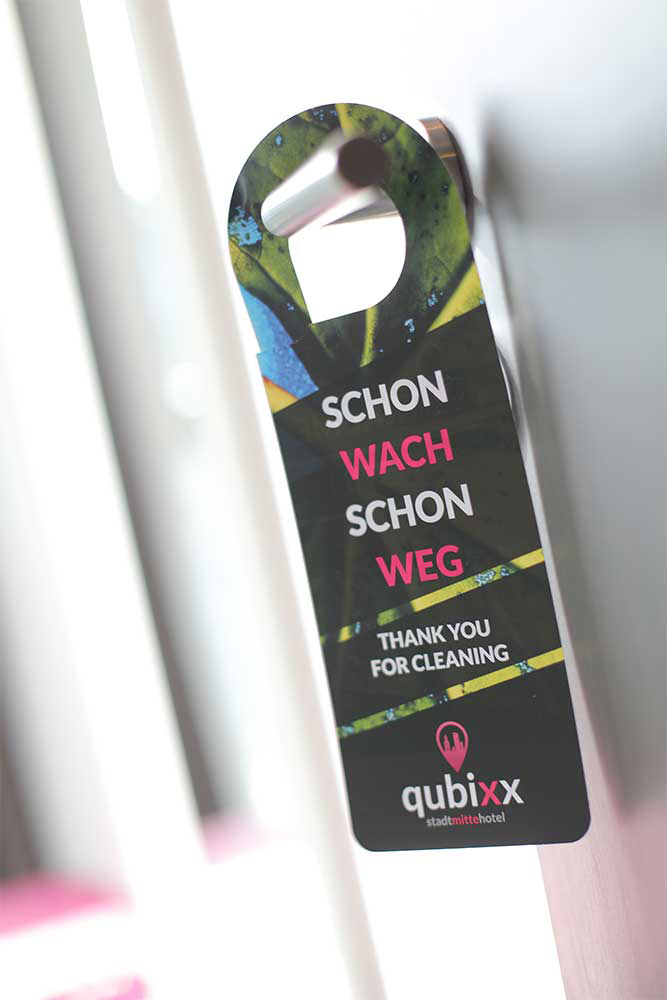 SCHON
WACH
SCHON
WEG
THANK YOU
FOR CLEANING
qubixx
stadtmittehotel